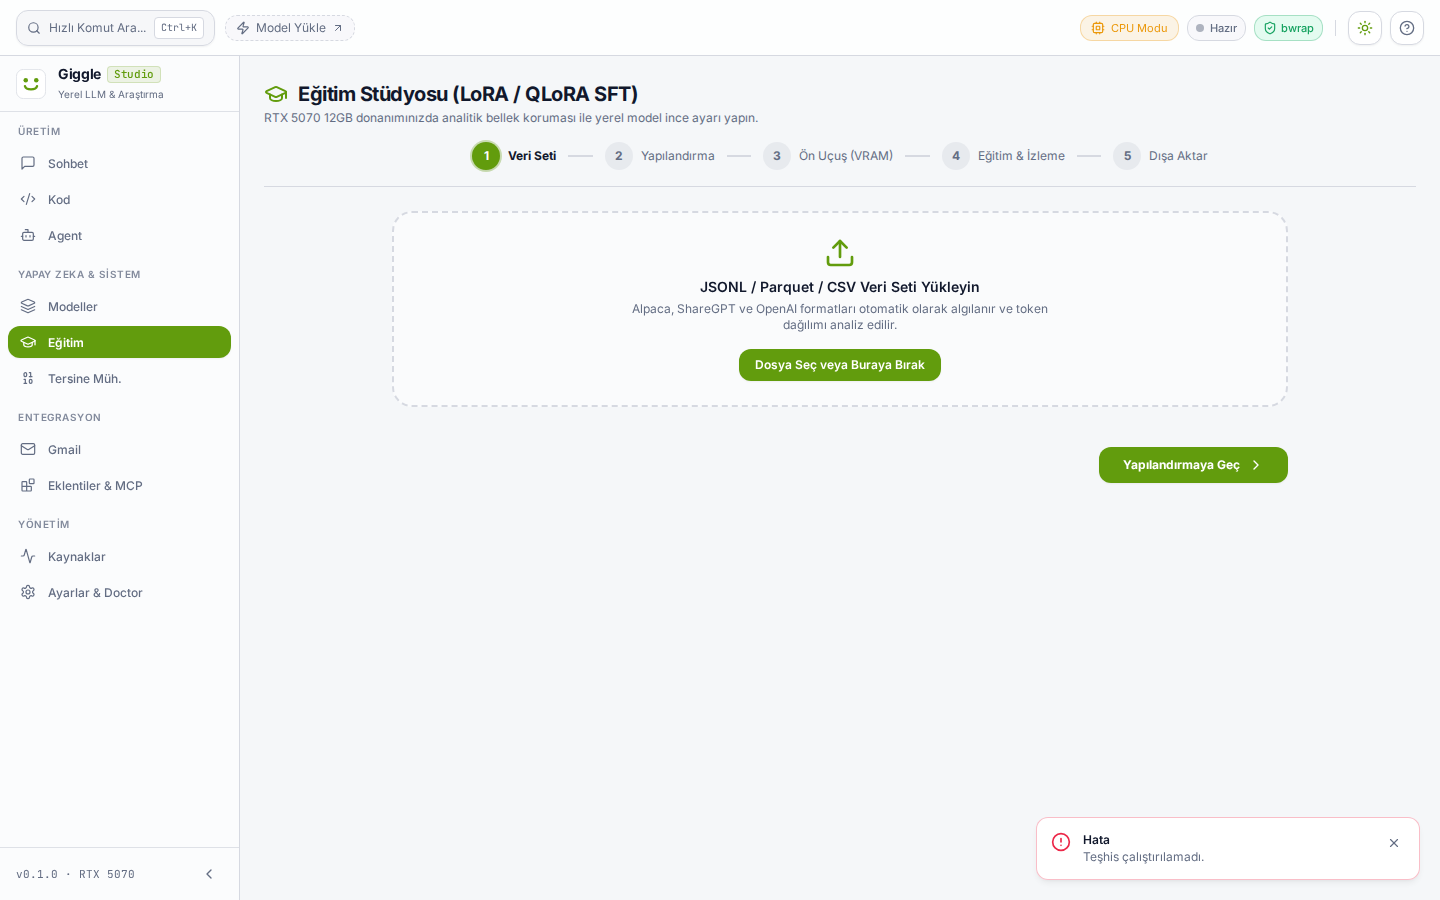 Hızlı Komut Ara... Ctrl+K
Model Yükle
CPU Modu
Hazır
bwrap
Giggle Studio
Yerel LLM & Araştırma
ÜRETİM
Sohbet
Kod
Agent
YAPAY ZEKA & SİSTEM
Modeller
Eğitim
Tersine Müh.
ENTEGRASYON
Gmail
Eklentiler & MCP
YÖNETİM
Kaynaklar
Ayarlar & Doctor
v0.1.0 · RTX 5070
Eğitim Stüdyosu (LoRA / QLoRA SFT)
RTX 5070 12GB donanımınızda analitik bellek koruması ile yerel model ince ayarı yapın.
1 Veri Seti
2 Yapılandırma
3 Ön Uçuş (VRAM)
4 Eğitim & İzleme
5 Dışa Aktar
JSONL / Parquet / CSV Veri Seti Yükleyin
Alpaca, ShareGPT ve OpenAI formatları otomatik olarak algılanır ve token
dağılımı analiz edilir.
Dosya Seç veya Buraya Bırak
Yapılandırmaya Geç
Hata
Teşhis çalıştırılamadı.